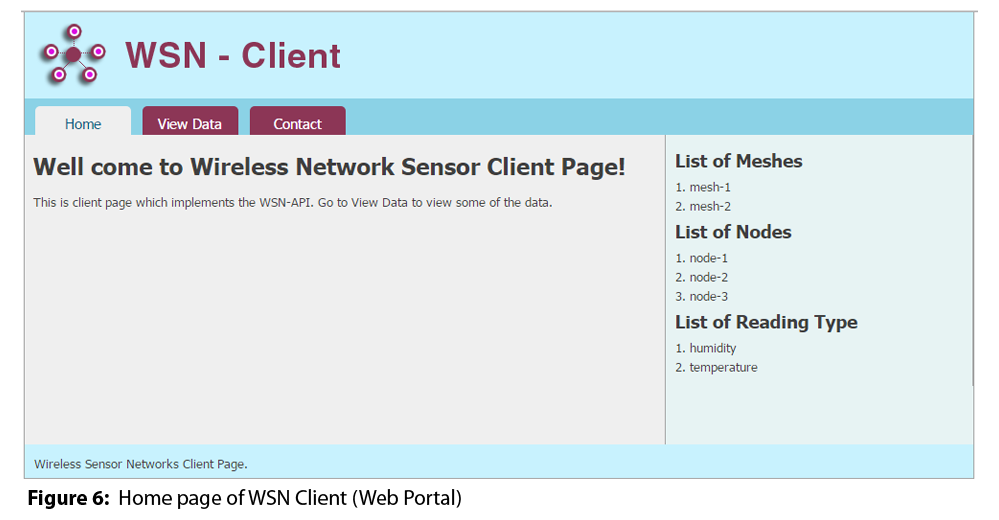 WSN - Client
Home
View Data
Contact
Well come to Wireless Network Sensor Client Page!
This is client page which implements the WSN-API. Go to View Data to view some of the data.
List of Meshes
1. mesh-1
2. mesh-2
List of Nodes
1. node-1
2. node-2
3. node-3
List of Reading Type
1. humidity
2. temperature
Wireless Sensor Networks Client Page.
Figure 6: Home page of WSN Client (Web Portal)